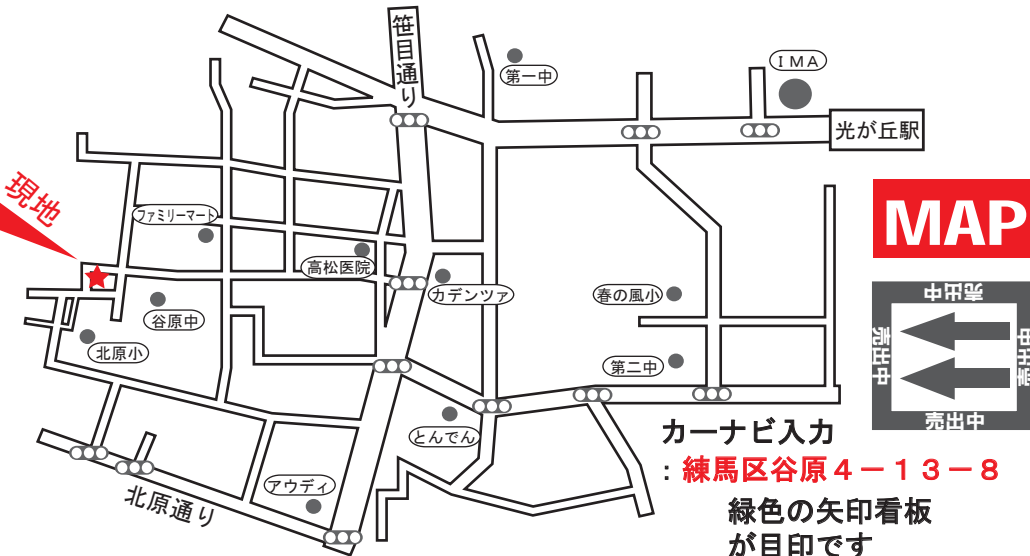 笹目通り
第一中
ＩＭＡ
光が丘駅
現地
ファミリーマート
高松医院
カデンツァ
春の風小
谷原中
北原小
第二中
とんでん
アウディ
北原通り
MAP
売出中
売出中
売出中
売出中
カーナビ入力
：練馬区谷原４－１３－８
緑色の矢印看板
が目印です